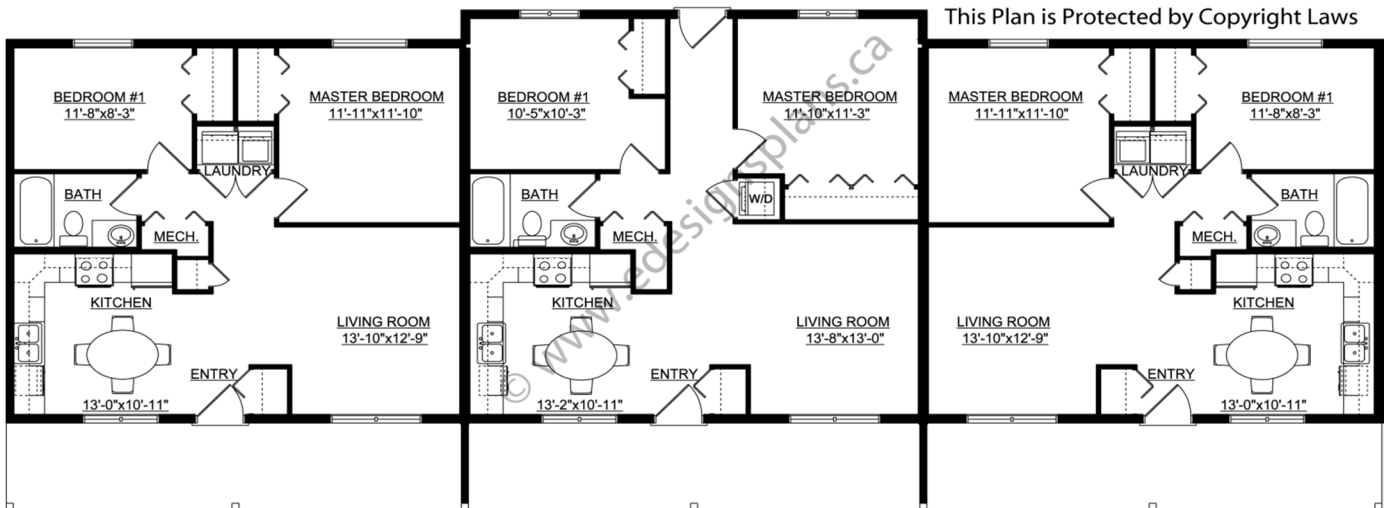 This Plan is Protected by Copyright Laws
BEDROOM #1
11'-8"x8'-3"
MASTER BEDROOM
11'-11"x11'-10"
LAUNDRY
BATH
MECH.
KITCHEN
13'-0"x10'-11"
LIVING ROOM
13'-10"x12'-9"
ENTRY
BEDROOM #1
10'-5"x10'-3"
MASTER BEDROOM
11'-10"x11'-3"
W/D
BATH
MECH.
KITCHEN
13'-2"x10'-11"
LIVING ROOM
13'-8"x13'-0"
ENTRY
MASTER BEDROOM
11'-11"x11'-10"
BEDROOM #1
11'-8"x8'-3"
LAUNDRY
BATH
MECH.
LIVING ROOM
13'-10"x12'-9"
KITCHEN
13'-0"x10'-11"
ENTRY
© www.edesignsplans.ca